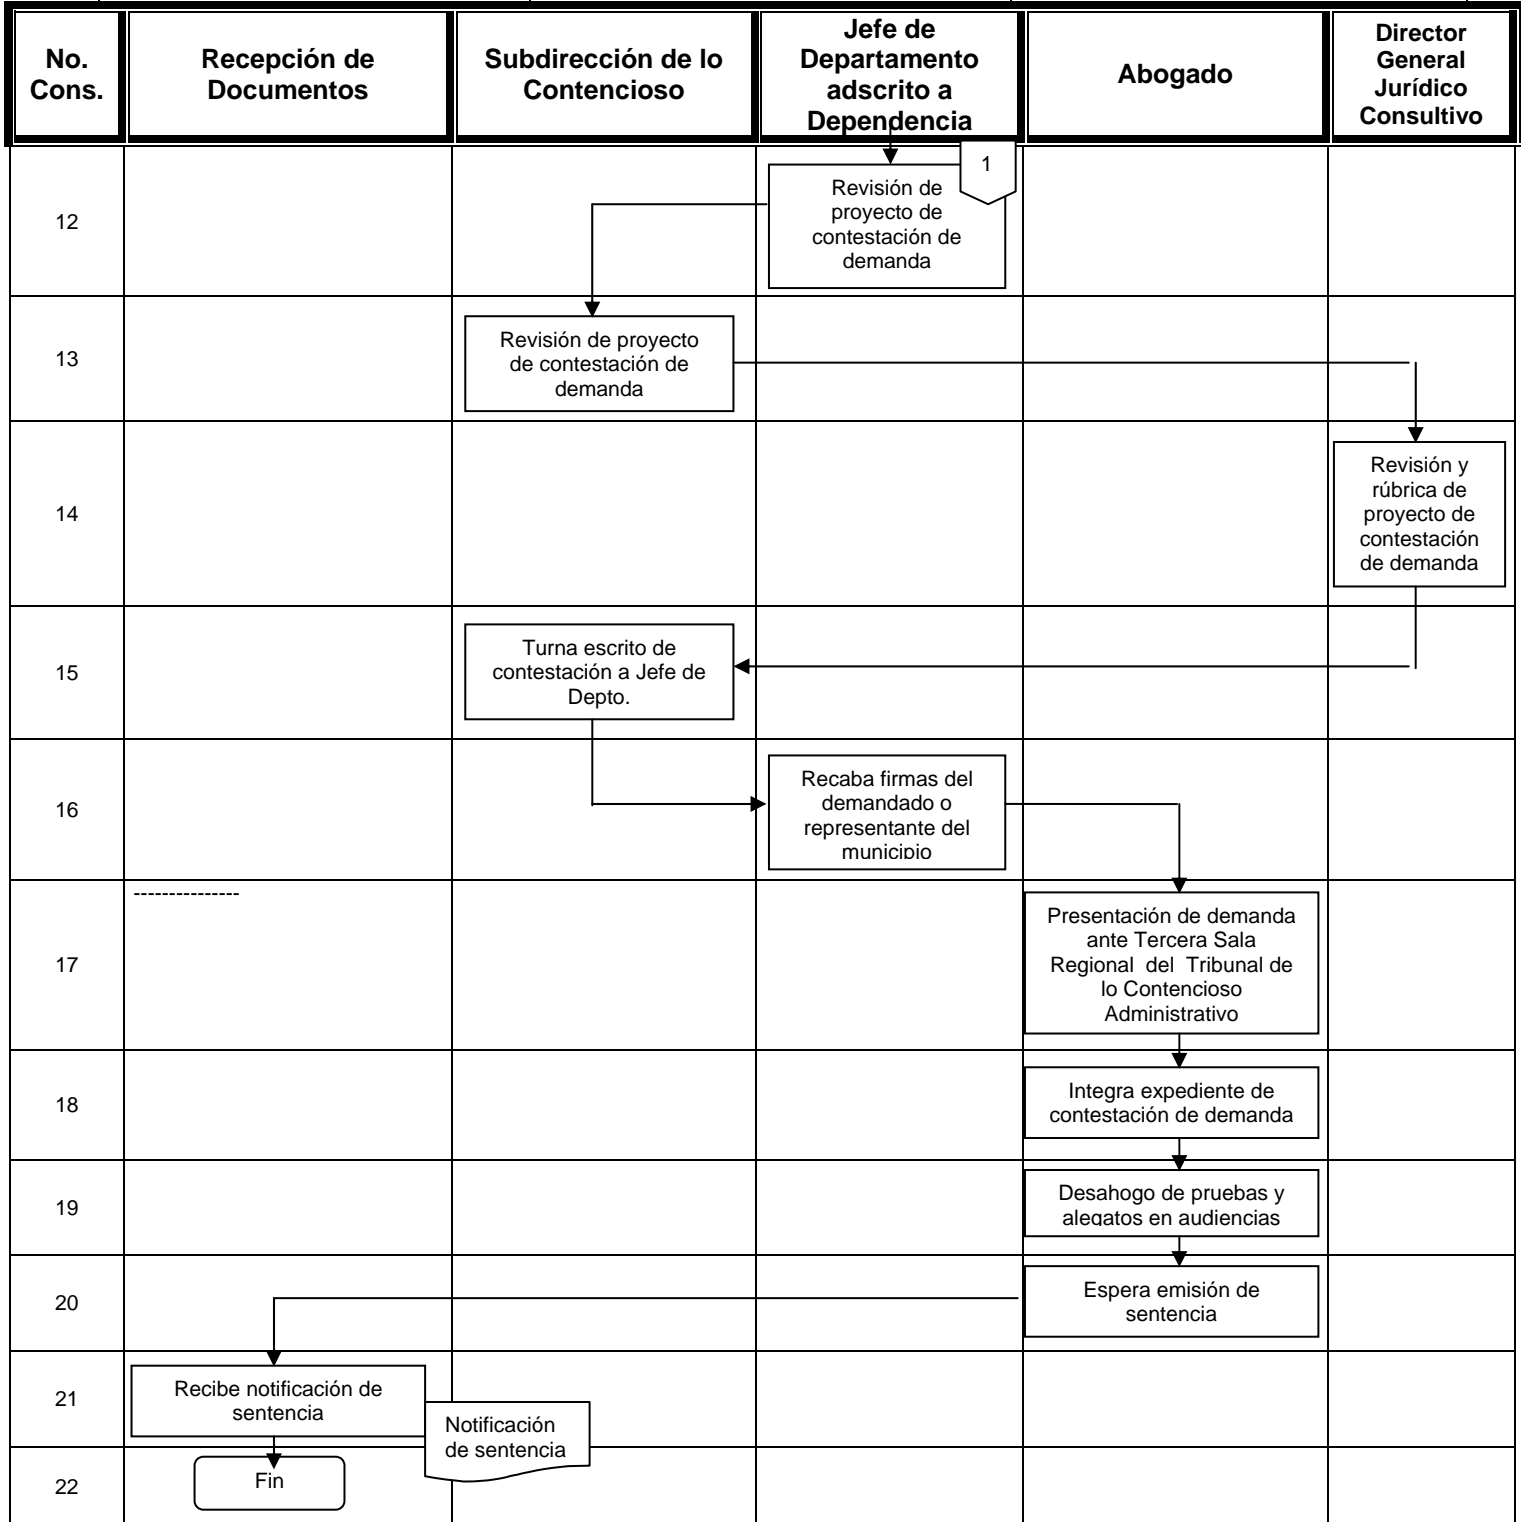 No.
Cons.
Recepción de
Documentos
Subdirección de lo
Contencioso
Jefe de
Departamento
adscrito a
Dependencia
Abogado
Director
General
Jurídico
Consultivo
12
Revisión de
proyecto de
contestación de
demanda
1
13
Revisión de proyecto
de contestación de
demanda
14
Revisión y
rúbrica de
proyecto de
contestación
de demanda
15
Turna escrito de
contestación a Jefe de
Depto.
16
Recaba firmas del
demandado o
representante del
municipio
17
---------------
Presentación de demanda
ante Tercera Sala
Regional del Tribunal de
lo Contencioso
Administrativo
18
Integra expediente de
contestación de demanda
19
Desahogo de pruebas y
alegatos en audiencias
20
Espera emisión de
sentencia
21
Recibe notificación de
sentencia
Notificación
de sentencia
22
Fin